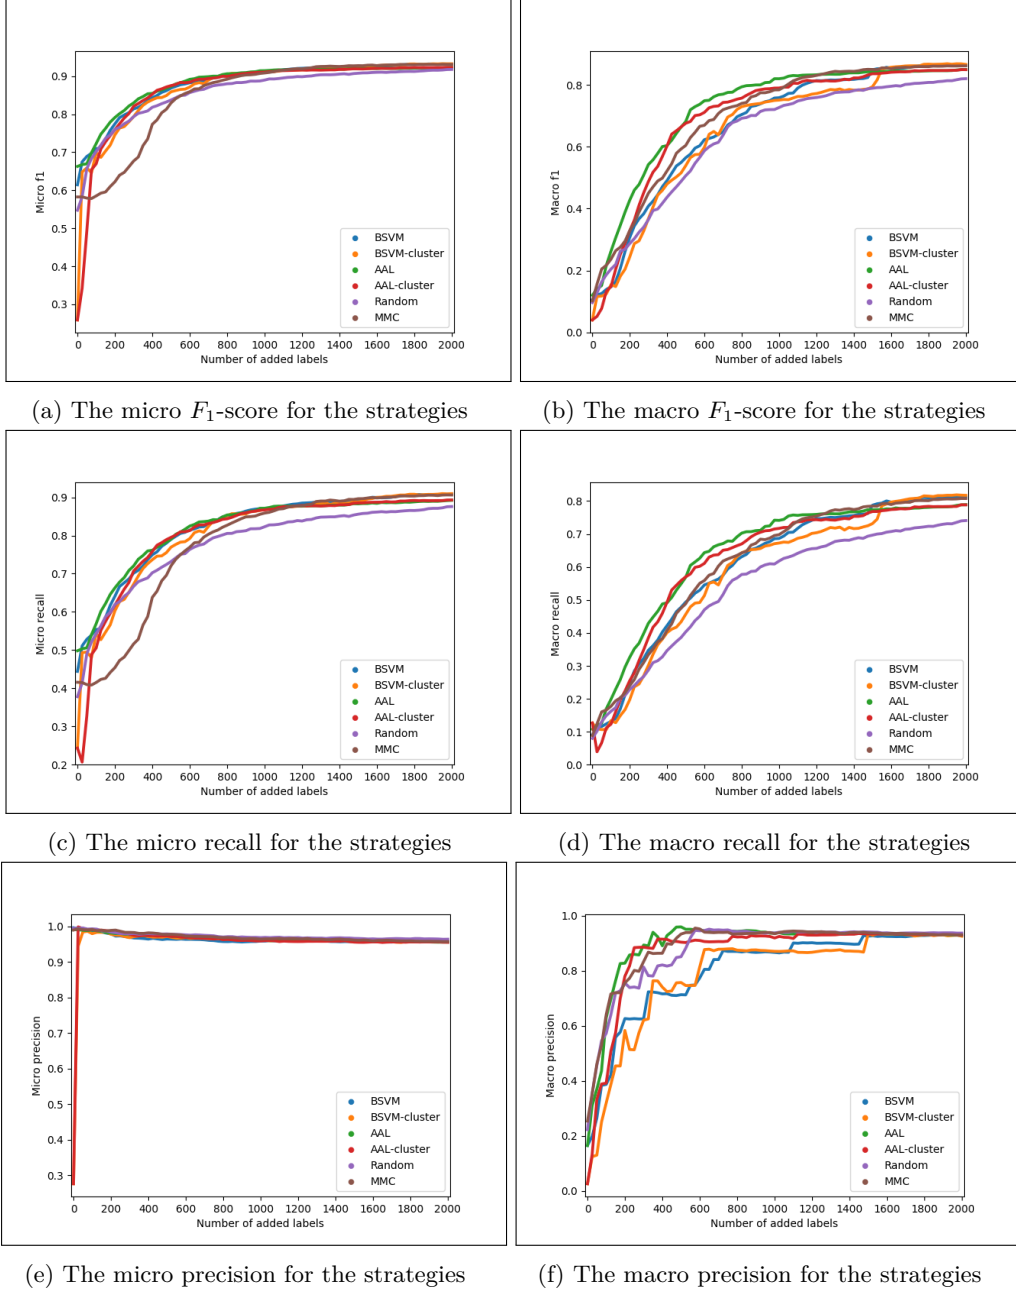 0.9
0.8
0.7
0.6
0.5
0.4
0.3
Micro f1
0 200 400 600 800 1000 1200 1400 1600 1800 2000
Number of added labels
BSVM
BSVM-cluster
AAL
AAL-cluster
Random
MMC
(a) The micro F1-score for the strategies
0.8
0.6
0.4
0.2
0.0
Macro f1
0 200 400 600 800 1000 1200 1400 1600 1800 2000
Number of added labels
BSVM
BSVM-cluster
AAL
AAL-cluster
Random
MMC
(b) The macro F1-score for the strategies
0.9
0.8
0.7
0.6
0.5
0.4
0.3
0.2
Micro recall
0 200 400 600 800 1000 1200 1400 1600 1800 2000
Number of added labels
BSVM
BSVM-cluster
AAL
AAL-cluster
Random
MMC
(c) The micro recall for the strategies
0.8
0.7
0.6
0.5
0.4
0.3
0.2
0.1
0.0
Macro recall
0 200 400 600 800 1000 1200 1400 1600 1800 2000
Number of added labels
BSVM
BSVM-cluster
AAL
AAL-cluster
Random
MMC
(d) The macro recall for the strategies
1.0
0.9
0.8
0.7
0.6
0.5
0.4
0.3
Micro precision
0 200 400 600 800 1000 1200 1400 1600 1800 2000
Number of added labels
BSVM
BSVM-cluster
AAL
AAL-cluster
Random
MMC
(e) The micro precision for the strategies
1.0
0.8
0.6
0.4
0.2
0.0
Macro precision
0 200 400 600 800 1000 1200 1400 1600 1800 2000
Number of added labels
BSVM
BSVM-cluster
AAL
AAL-cluster
Random
MMC
(f) The macro precision for the strategies